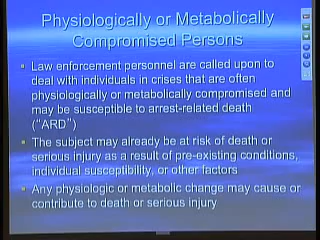 Physiologically or Metabolically
Compromised Persons
Law enforcement personnel are called upon to
deal with individuals in crises that are often
physiologically or metabolically compromised and
may be susceptible to arrest-related death
("ARD")
The subject may already be at risk of death or
serious injury as a result of pre-existing conditions,
individual susceptibility, or other factors
Any physiologic or metabolic change may cause or
contribute to death or serious injury